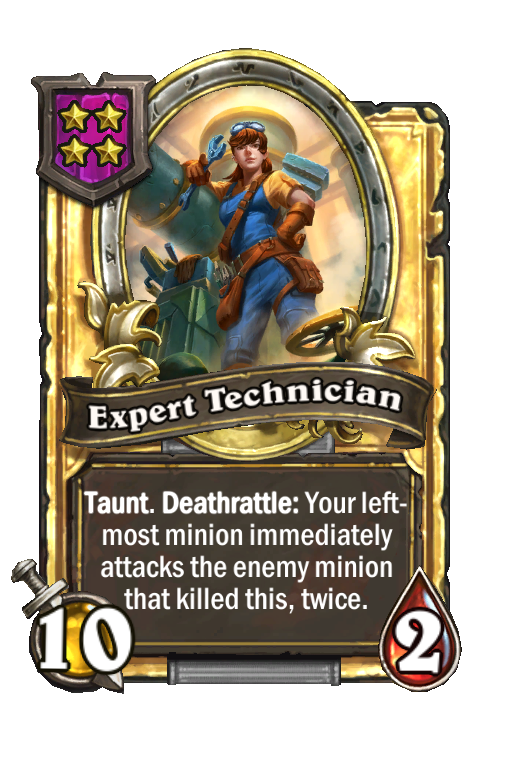 Expert Technician
Taunt. Deathrattle: Your left-
most minion immediately
attacks the enemy minion
that killed this, twice.
10
2